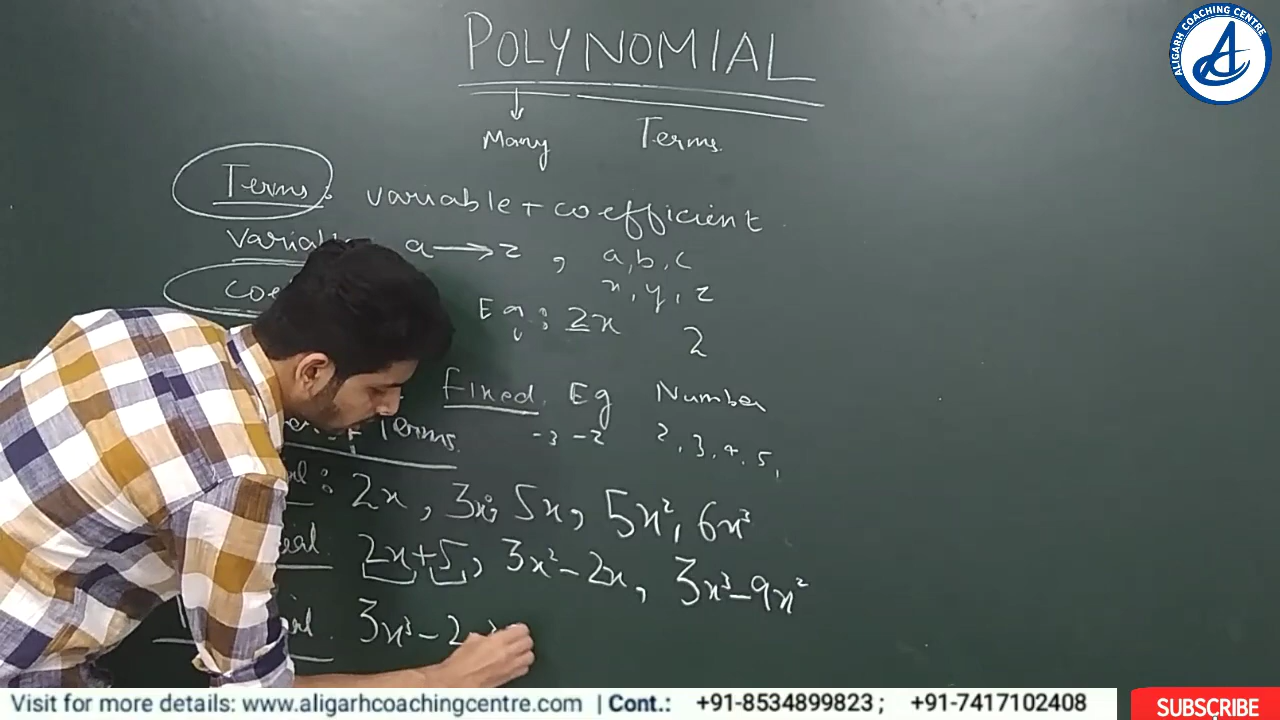 POLYNOMIAL
Many Terms.
Terms: variable + coefficient
a → z , a, b, c
x, y, z
Eg: 2x 2
Fixed. Eg Number
Terms. -3 -2 2, 3, 4, 5,
2x, 3x, 5x, 5x², 6x³
2x+5, 3x²-2x, 3x³-9x²
3x³-2
ALIGARH COACHING CENTRE
Visit for more details: www.aligarhcoachingcentre.com | Cont.: +91-8534899823 ; +91-7417102408
SUBSCRIBE